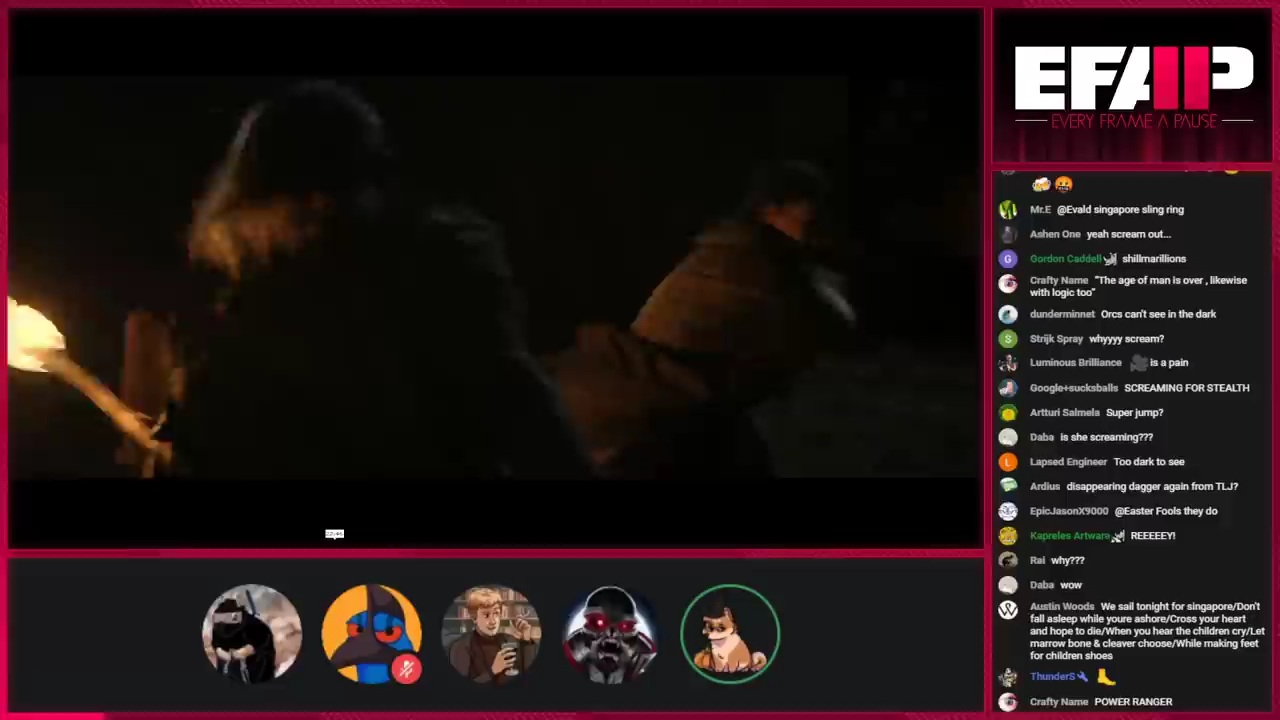 EFAP
EVERY FRAME A PAUSE
Mr.E @Evald singapore sling ring
Ashen One yeah scream out...
Gordon Caddell shillmarillions
Crafty Name "The age of man is over , likewise
with logic too"
dunderminnet Orcs can't see in the dark
Strijk Spray whyyyy scream?
Luminous Brilliance is a pain
Google+sucksballs SCREAMING FOR STEALTH
Artturi Salmela Super jump?
Daba is she screaming???
Lapsed Engineer Too dark to see
Ardius disappearing dagger again from TLJ?
EpicJasonX9000 @Easter Fools they do
Kapreles Artware REEEEEY!
Rai why???
Daba wow
Austin Woods We sail tonight for singapore/Don't
fall asleep while youre ashore/Cross your heart
and hope to die/When you hear the children cry/Let
marrow bone & cleaver choose/While making feet
for children shoes
ThunderS
Crafty Name POWER RANGER